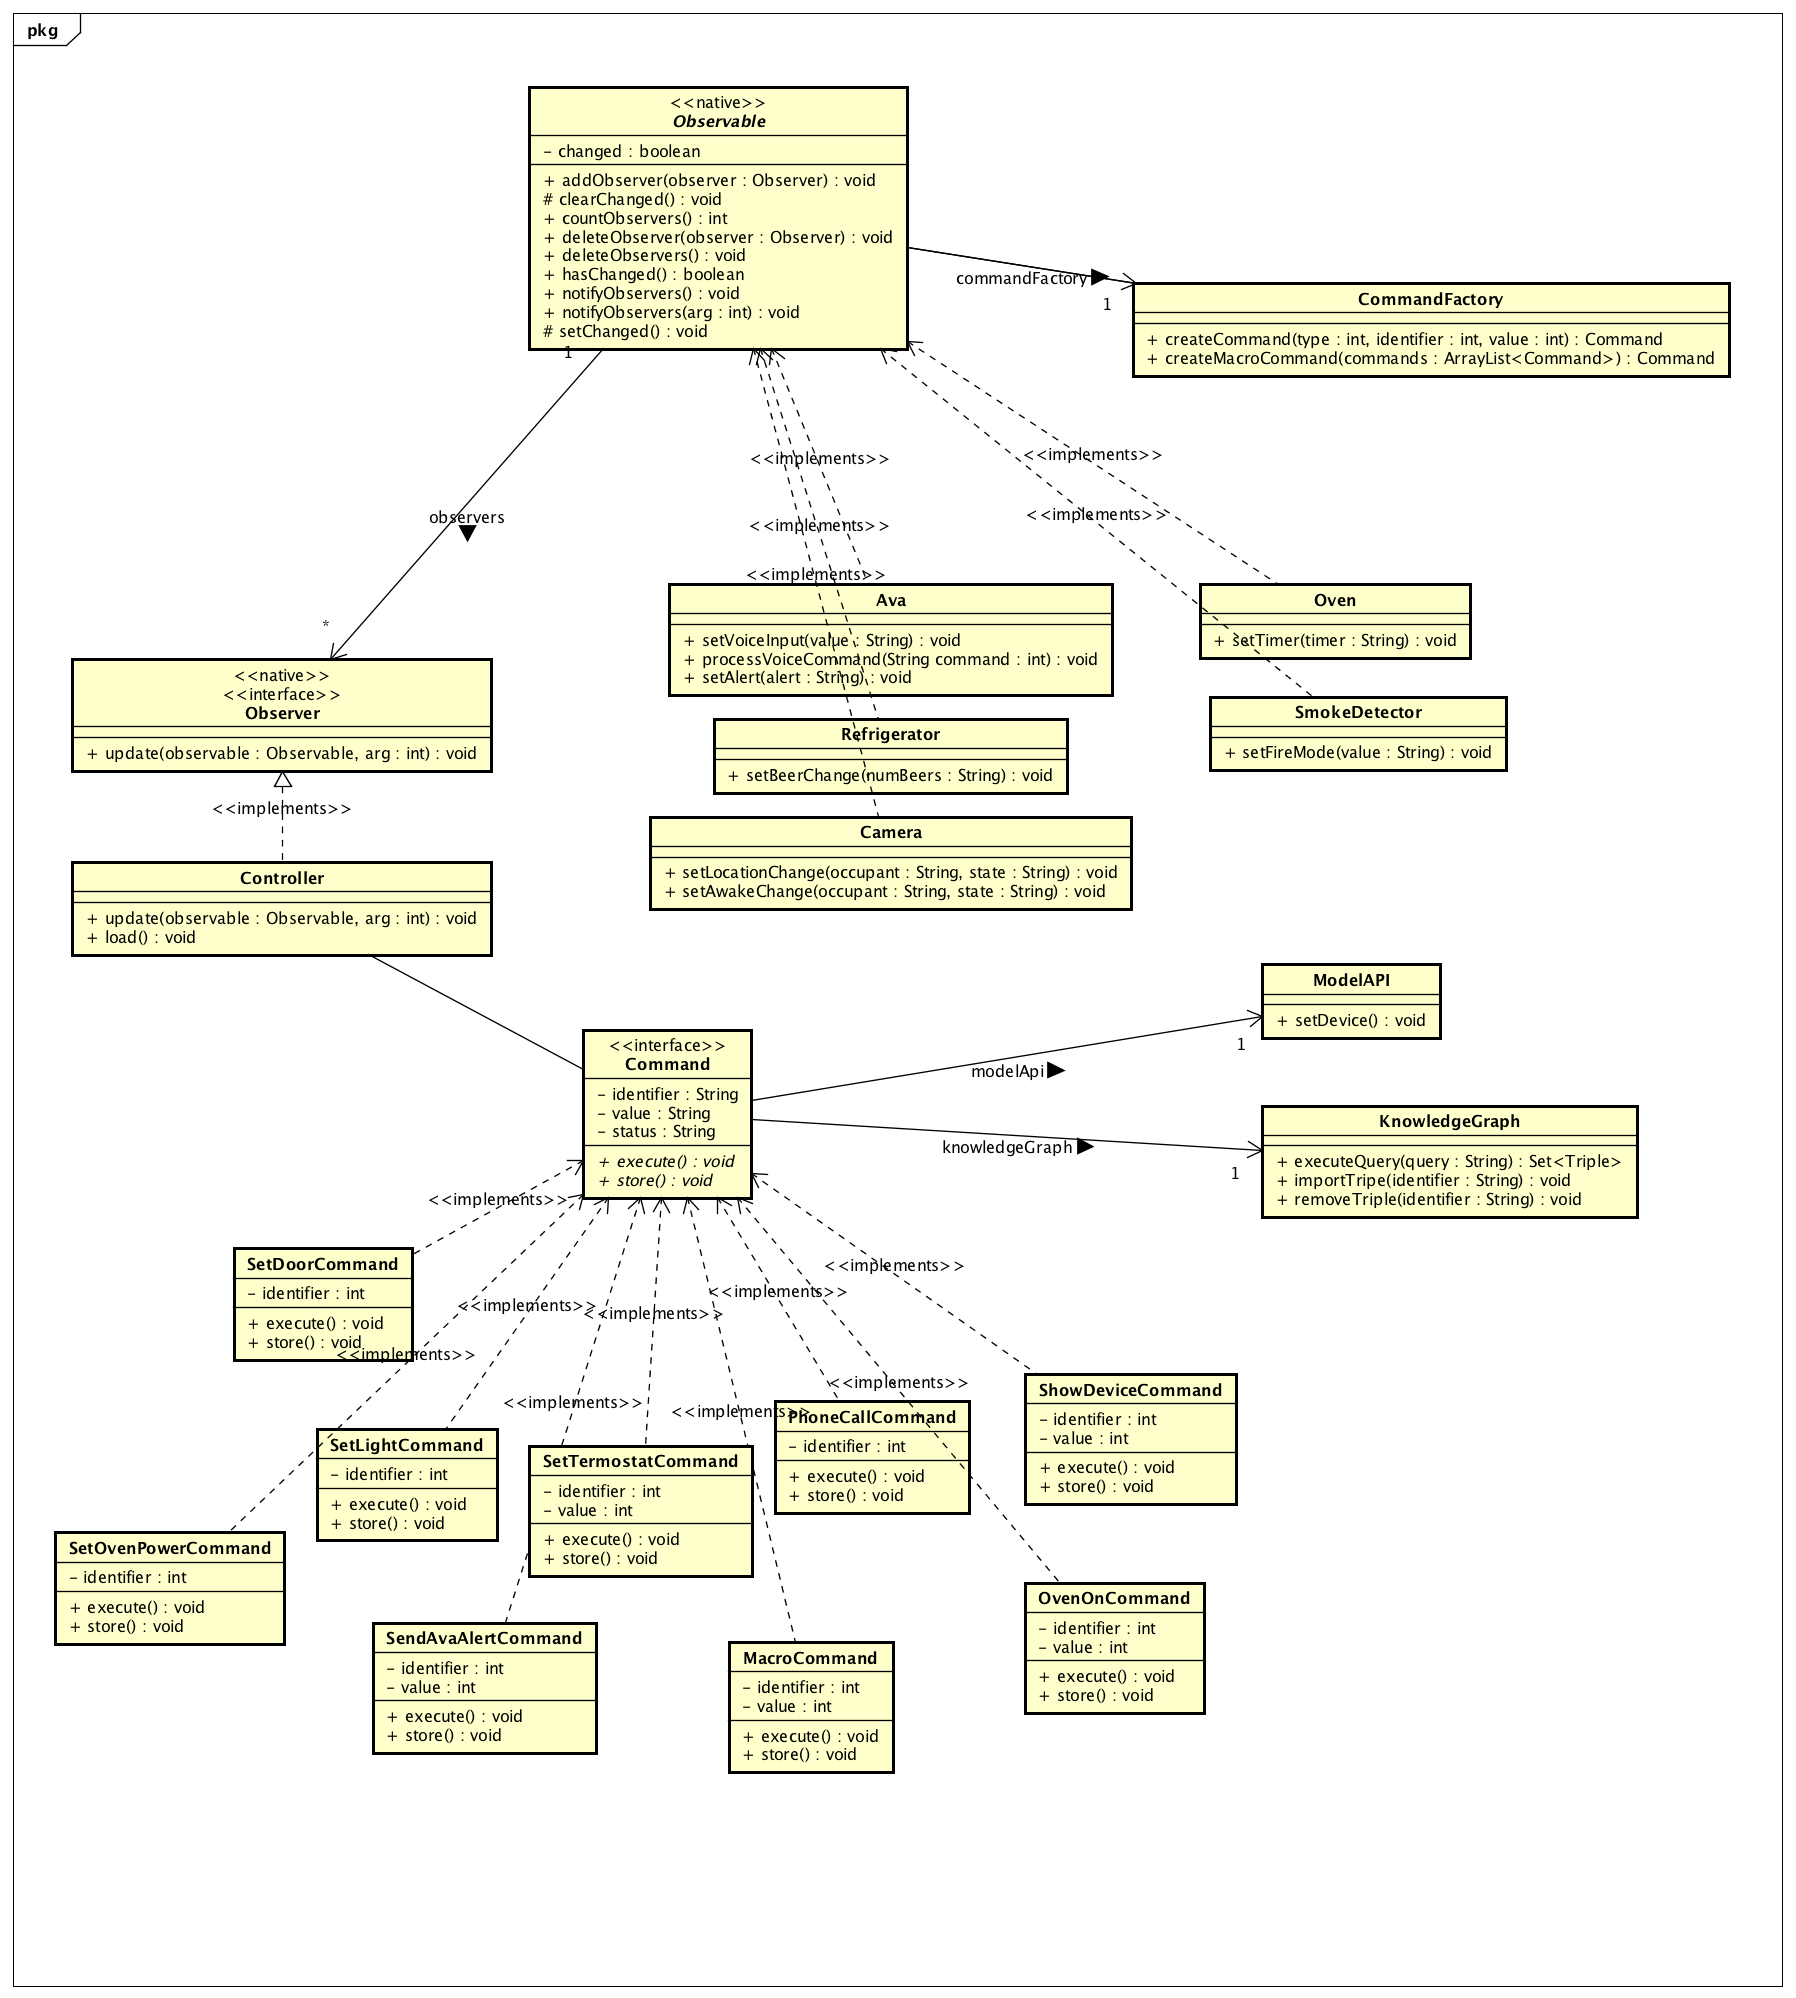 pkg
<<native>>
Observable
– changed : boolean
+ addObserver(observer : Observer) : void
# clearChanged() : void
+ countObservers() : int
+ deleteObserver(observer : Observer) : void
+ deleteObservers() : void
+ hasChanged() : boolean
+ notifyObservers() : void
+ notifyObservers(arg : int) : void
# setChanged() : void
commandFactory
1
CommandFactory
+ createCommand(type : int, identifier : int, value : int) : Command
+ createMacroCommand(commands : ArrayList<Command>) : Command
1
observers
*
<<implements>>
<<implements>>
<<implements>>
<<implements>>
<<implements>>
<<native>>
<<interface>>
Observer
+ update(observable : Observable, arg : int) : void
Ava
+ setVoiceInput(value : String) : void
+ processVoiceCommand(String command : int) : void
+ setAlert(alert : String) : void
Oven
+ setTimer(timer : String) : void
SmokeDetector
+ setFireMode(value : String) : void
Refrigerator
+ setBeerChange(numBeers : String) : void
Camera
+ setLocationChange(occupant : String, state : String) : void
+ setAwakeChange(occupant : String, state : String) : void
<<implements>>
Controller
+ update(observable : Observable, arg : int) : void
+ load() : void
<<interface>>
Command
– identifier : String
– value : String
– status : String
+ execute() : void
+ store() : void
modelApi
1
ModelAPI
+ setDevice() : void
knowledgeGraph
1
KnowledgeGraph
+ executeQuery(query : String) : Set<Triple>
+ importTripe(identifier : String) : void
+ removeTriple(identifier : String) : void
<<implements>>
<<implements>>
<<implements>>
<<implements>>
<<implements>>
<<implements>>
<<implements>>
<<implements>>
<<implements>>
SetDoorCommand
– identifier : int
+ execute() : void
+ store() : void
SetLightCommand
– identifier : int
+ execute() : void
+ store() : void
SetTermostatCommand
– identifier : int
– value : int
+ execute() : void
+ store() : void
PhoneCallCommand
– identifier : int
+ execute() : void
+ store() : void
ShowDeviceCommand
– identifier : int
– value : int
+ execute() : void
+ store() : void
SetOvenPowerCommand
– identifier : int
+ execute() : void
+ store() : void
SendAvaAlertCommand
– identifier : int
– value : int
+ execute() : void
+ store() : void
MacroCommand
– identifier : int
– value : int
+ execute() : void
+ store() : void
OvenOnCommand
– identifier : int
– value : int
+ execute() : void
+ store() : void